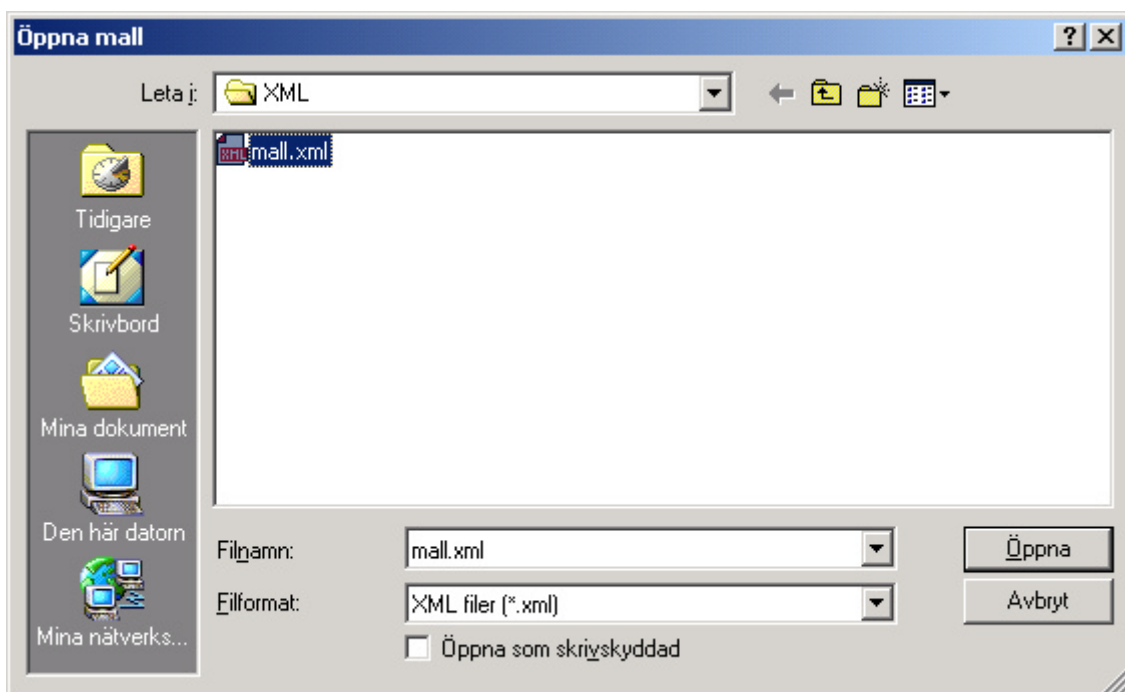 Öppna mall
Leta i: XML
mall.xml
Tidigare
Skrivbord
Mina dokument
Den här datorn
Mina nätverks...
Filnamn: mall.xml Öppna
Filformat: XML filer (*.xml) Avbryt
Öppna som skrivskyddad